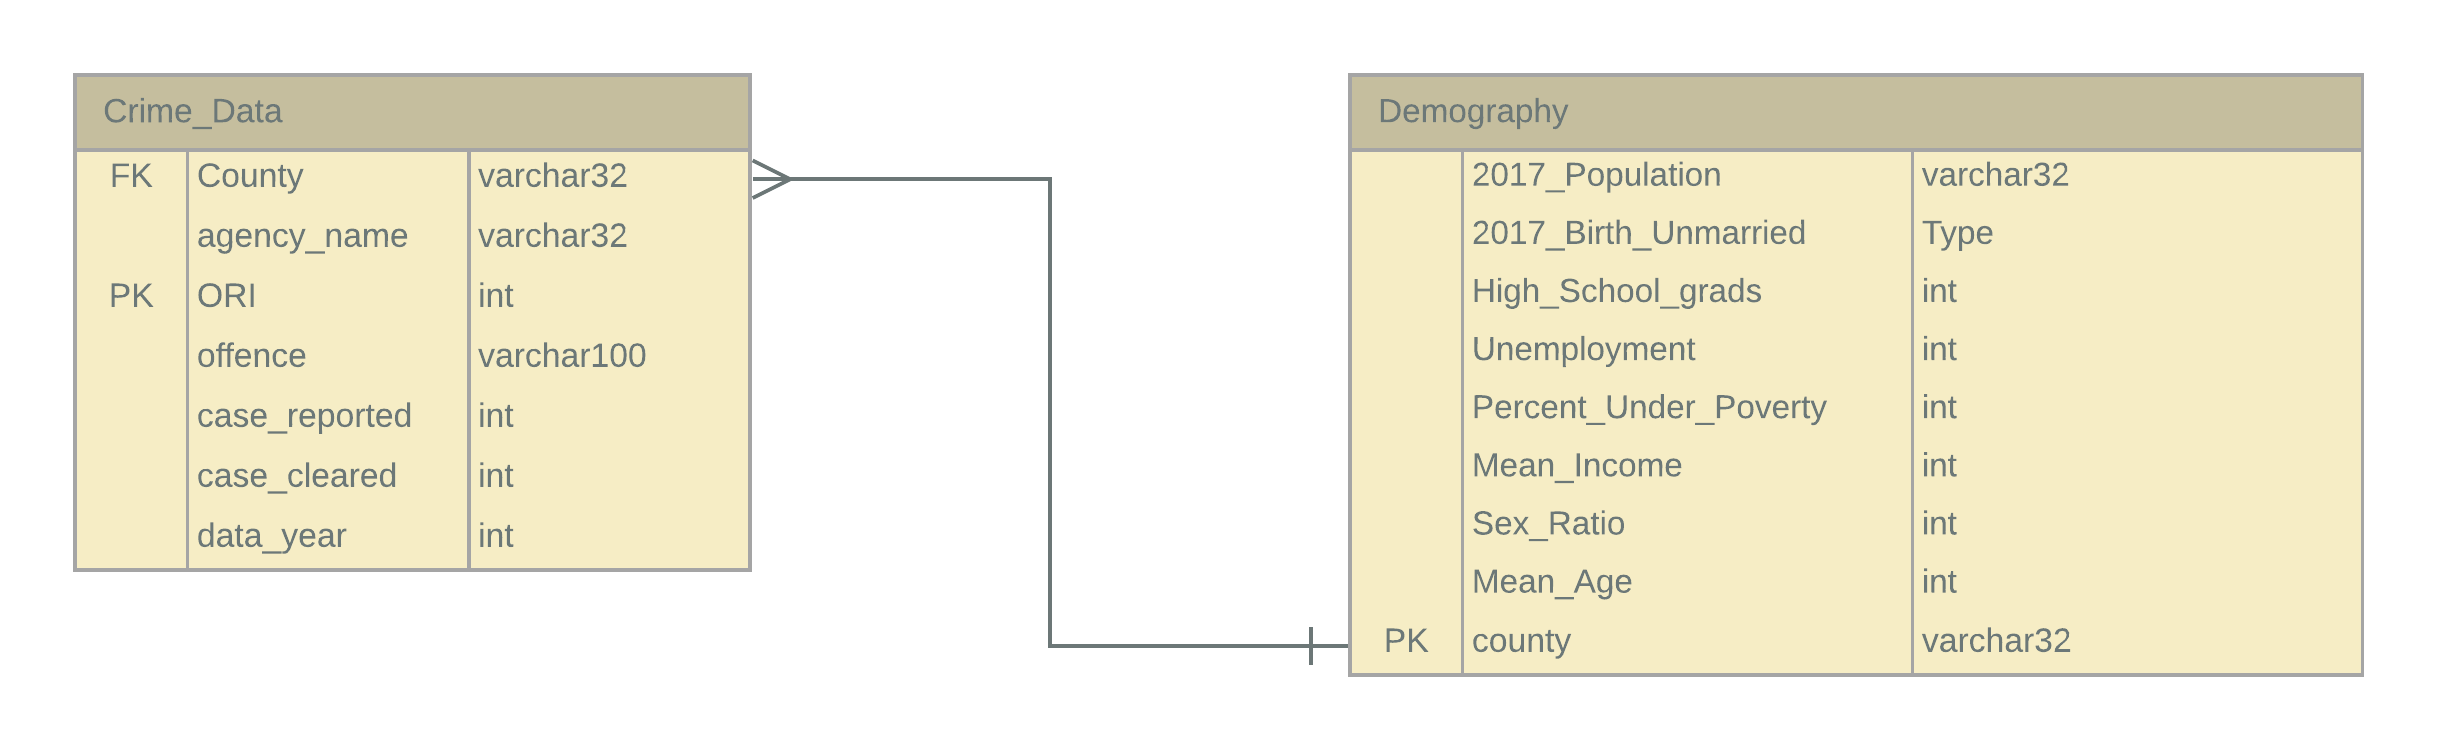 Crime_Data
FK County varchar32
agency_name varchar32
PK ORI int
offence varchar100
case_reported int
case_cleared int
data_year int
Demography
2017_Population varchar32
2017_Birth_Unmarried Type
High_School_grads int
Unemployment int
Percent_Under_Poverty int
Mean_Income int
Sex_Ratio int
Mean_Age int
PK county varchar32